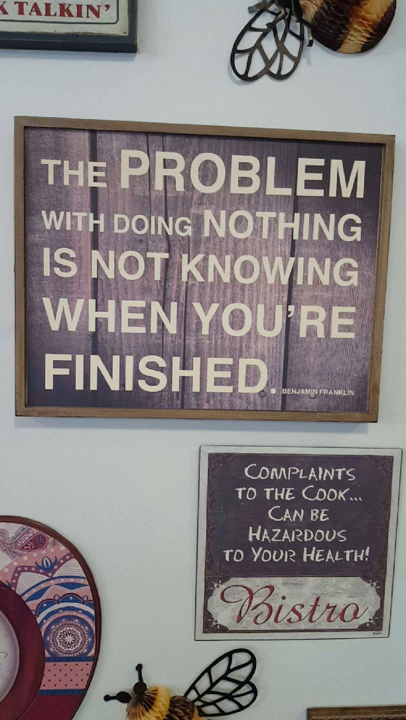 K TALKIN'
THE PROBLEM
WITH DOING NOTHING
IS NOT KNOWING
WHEN YOU'RE
FINISHED.
BENJAMIN FRANKLIN
COMPLAINTS
TO THE COOK...
CAN BE
HAZARDOUS
TO YOUR HEALTH!
Bistro